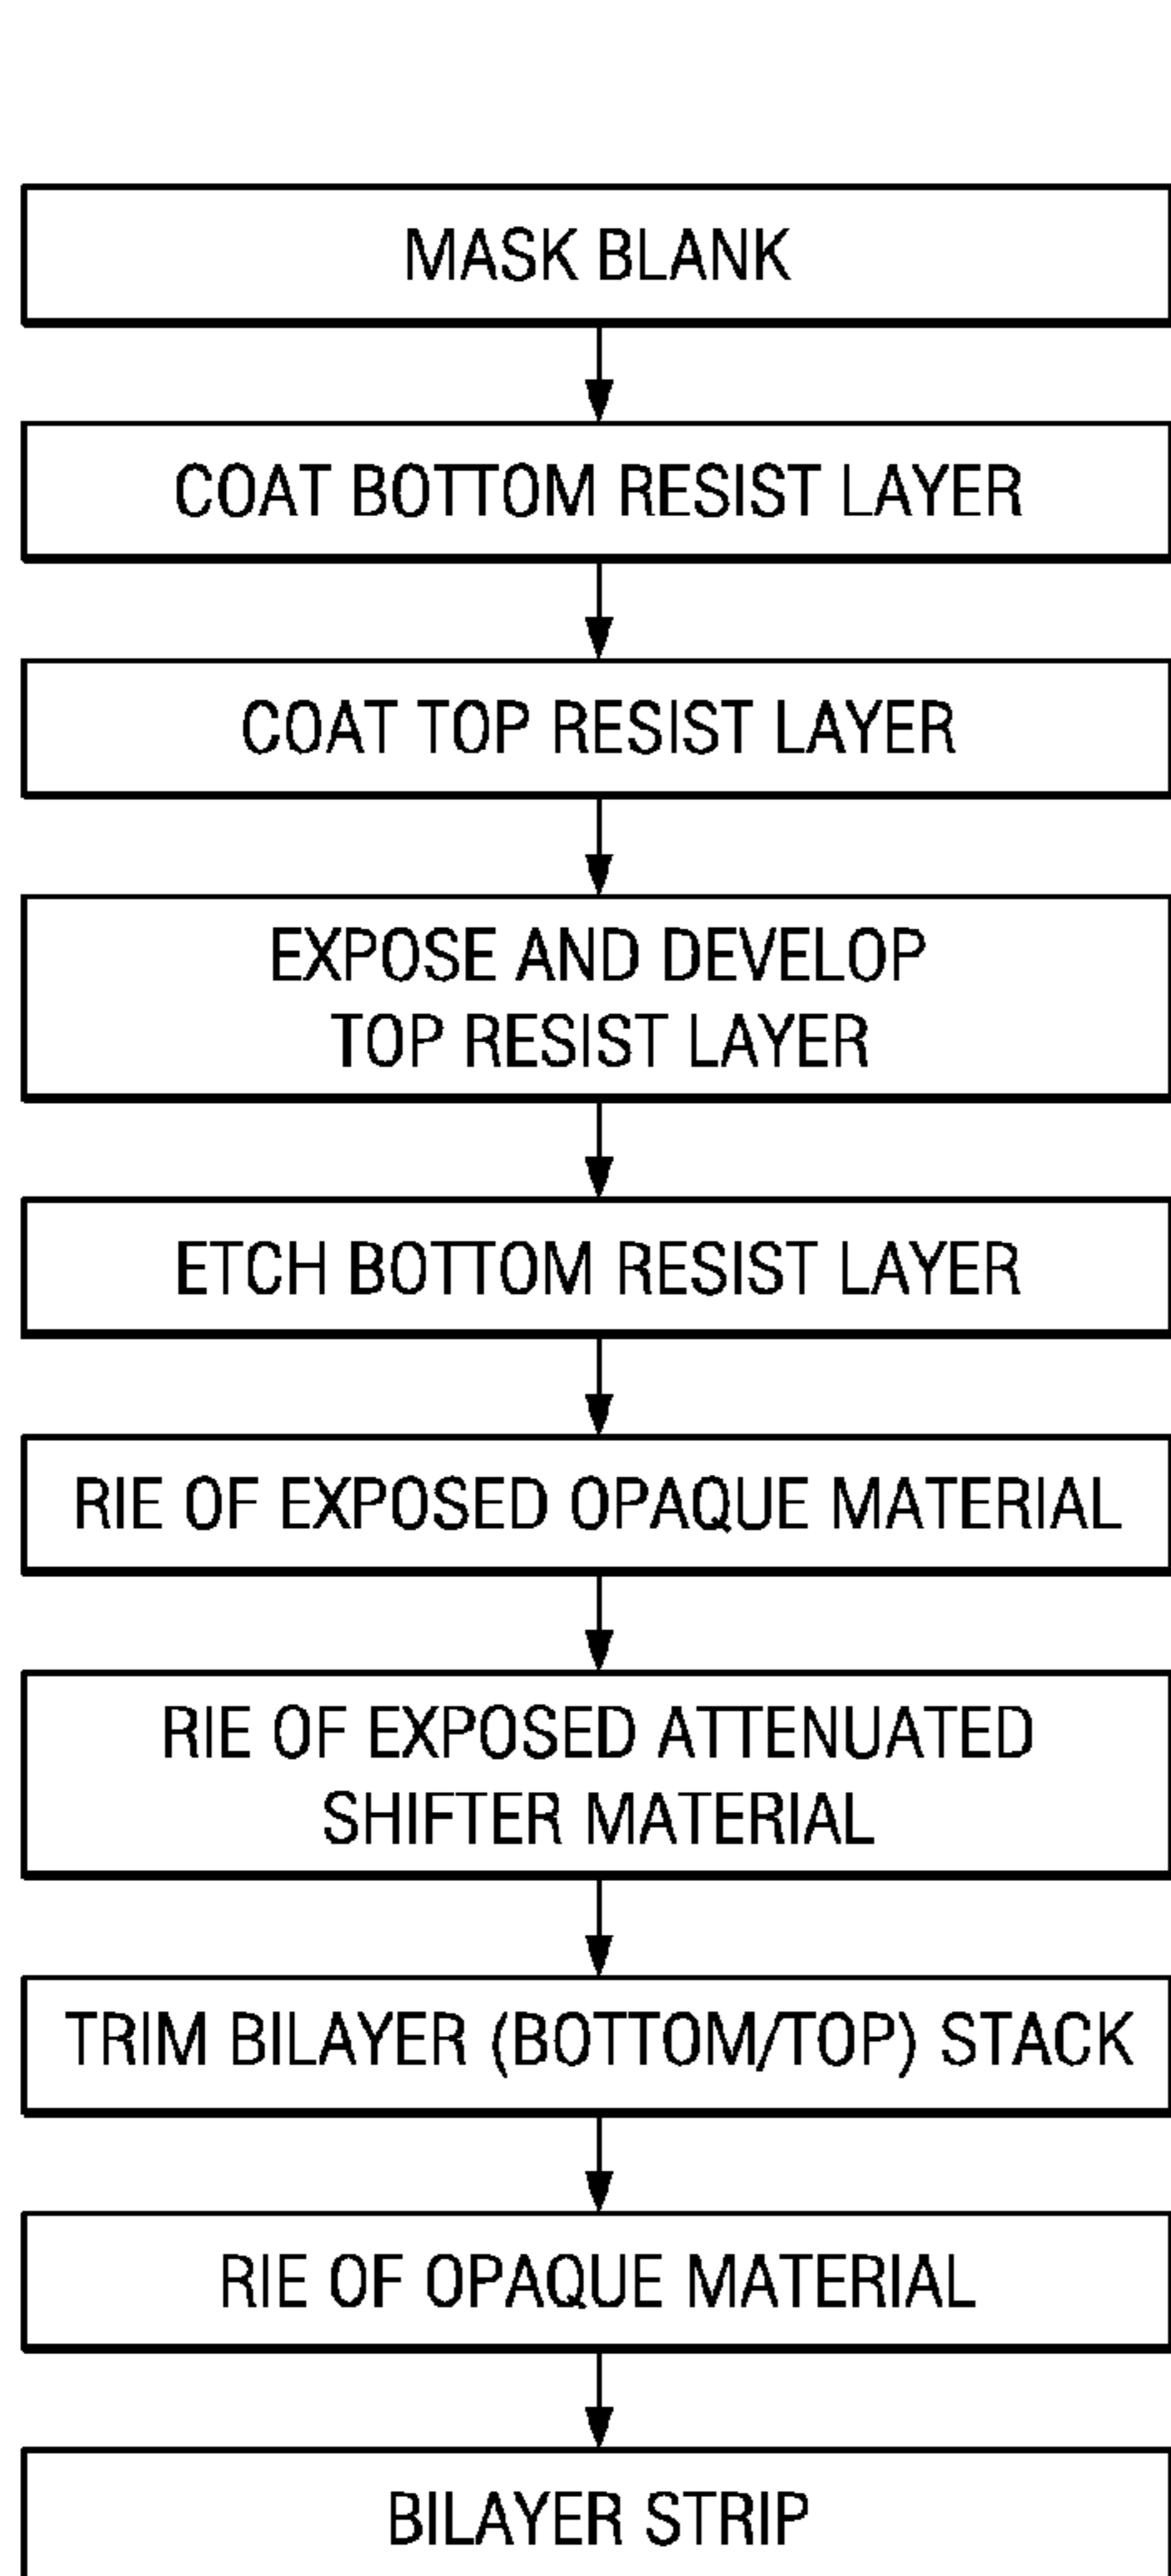 MASK BLANK
COAT BOTTOM RESIST LAYER
COAT TOP RESIST LAYER
EXPOSE AND DEVELOP
TOP RESIST LAYER
ETCH BOTTOM RESIST LAYER
RIE OF EXPOSED OPAQUE MATERIAL
RIE OF EXPOSED ATTENUATED
SHIFTER MATERIAL
TRIM BILAYER (BOTTOM/TOP) STACK
RIE OF OPAQUE MATERIAL
BILAYER STRIP